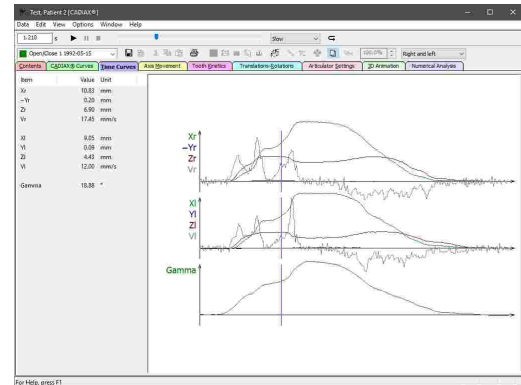 Test, Patient 2 [CADIAX®]
Data Edit View Options Window Help
1:210 s Slow
Open/Close 1 1992-05-15 100.0% Right and left
Contents CADIAX® Curves Time Curves Axis Movement Tooth Kinetics Translations-Rotations Articulator Settings 3D Animation Numerical Analysis
Item Value Unit
Xr 10.83 mm
-Yr 0.20 mm
Zr 6.90 mm
Vr 17.45 mm/s
Xl 9.05 mm
Yl 0.09 mm
Zl 4.43 mm
Vl 12.00 mm/s
Gamma 18.88 °
Xr
-Yr
Zr
Vr
Xl
Yl
Zl
Vl
Gamma
For Help, press F1